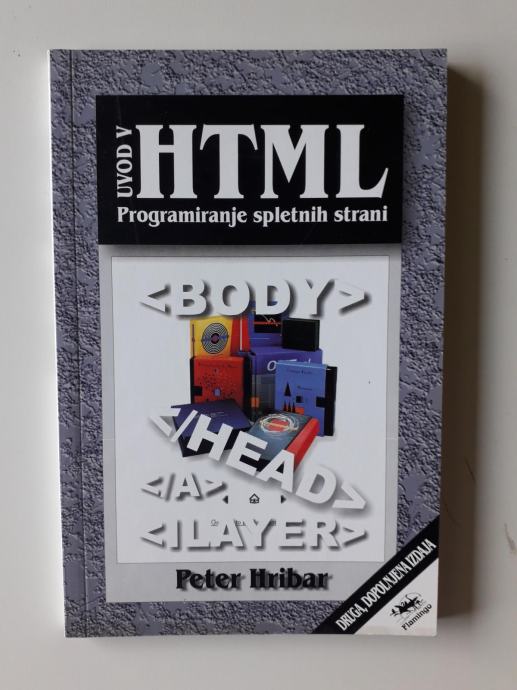 UVOD V
HTML
Programiranje spletnih strani
<BODY>
</HEAD>
</A>
<ILAYER>
Peter Hribar
DRUGA, DOPOLNJENA IZDAJA
Flamingo